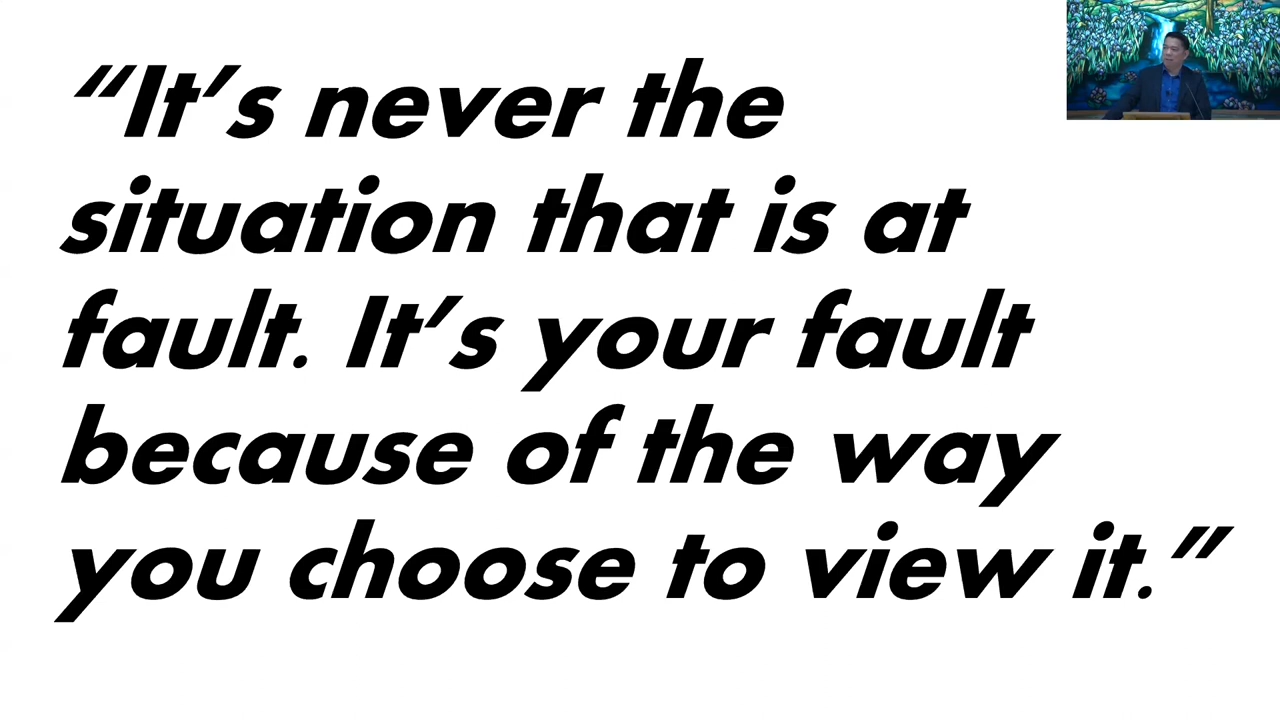 “It’s never the
situation that is at
fault. It’s your fault
because of the way
you choose to view it.”